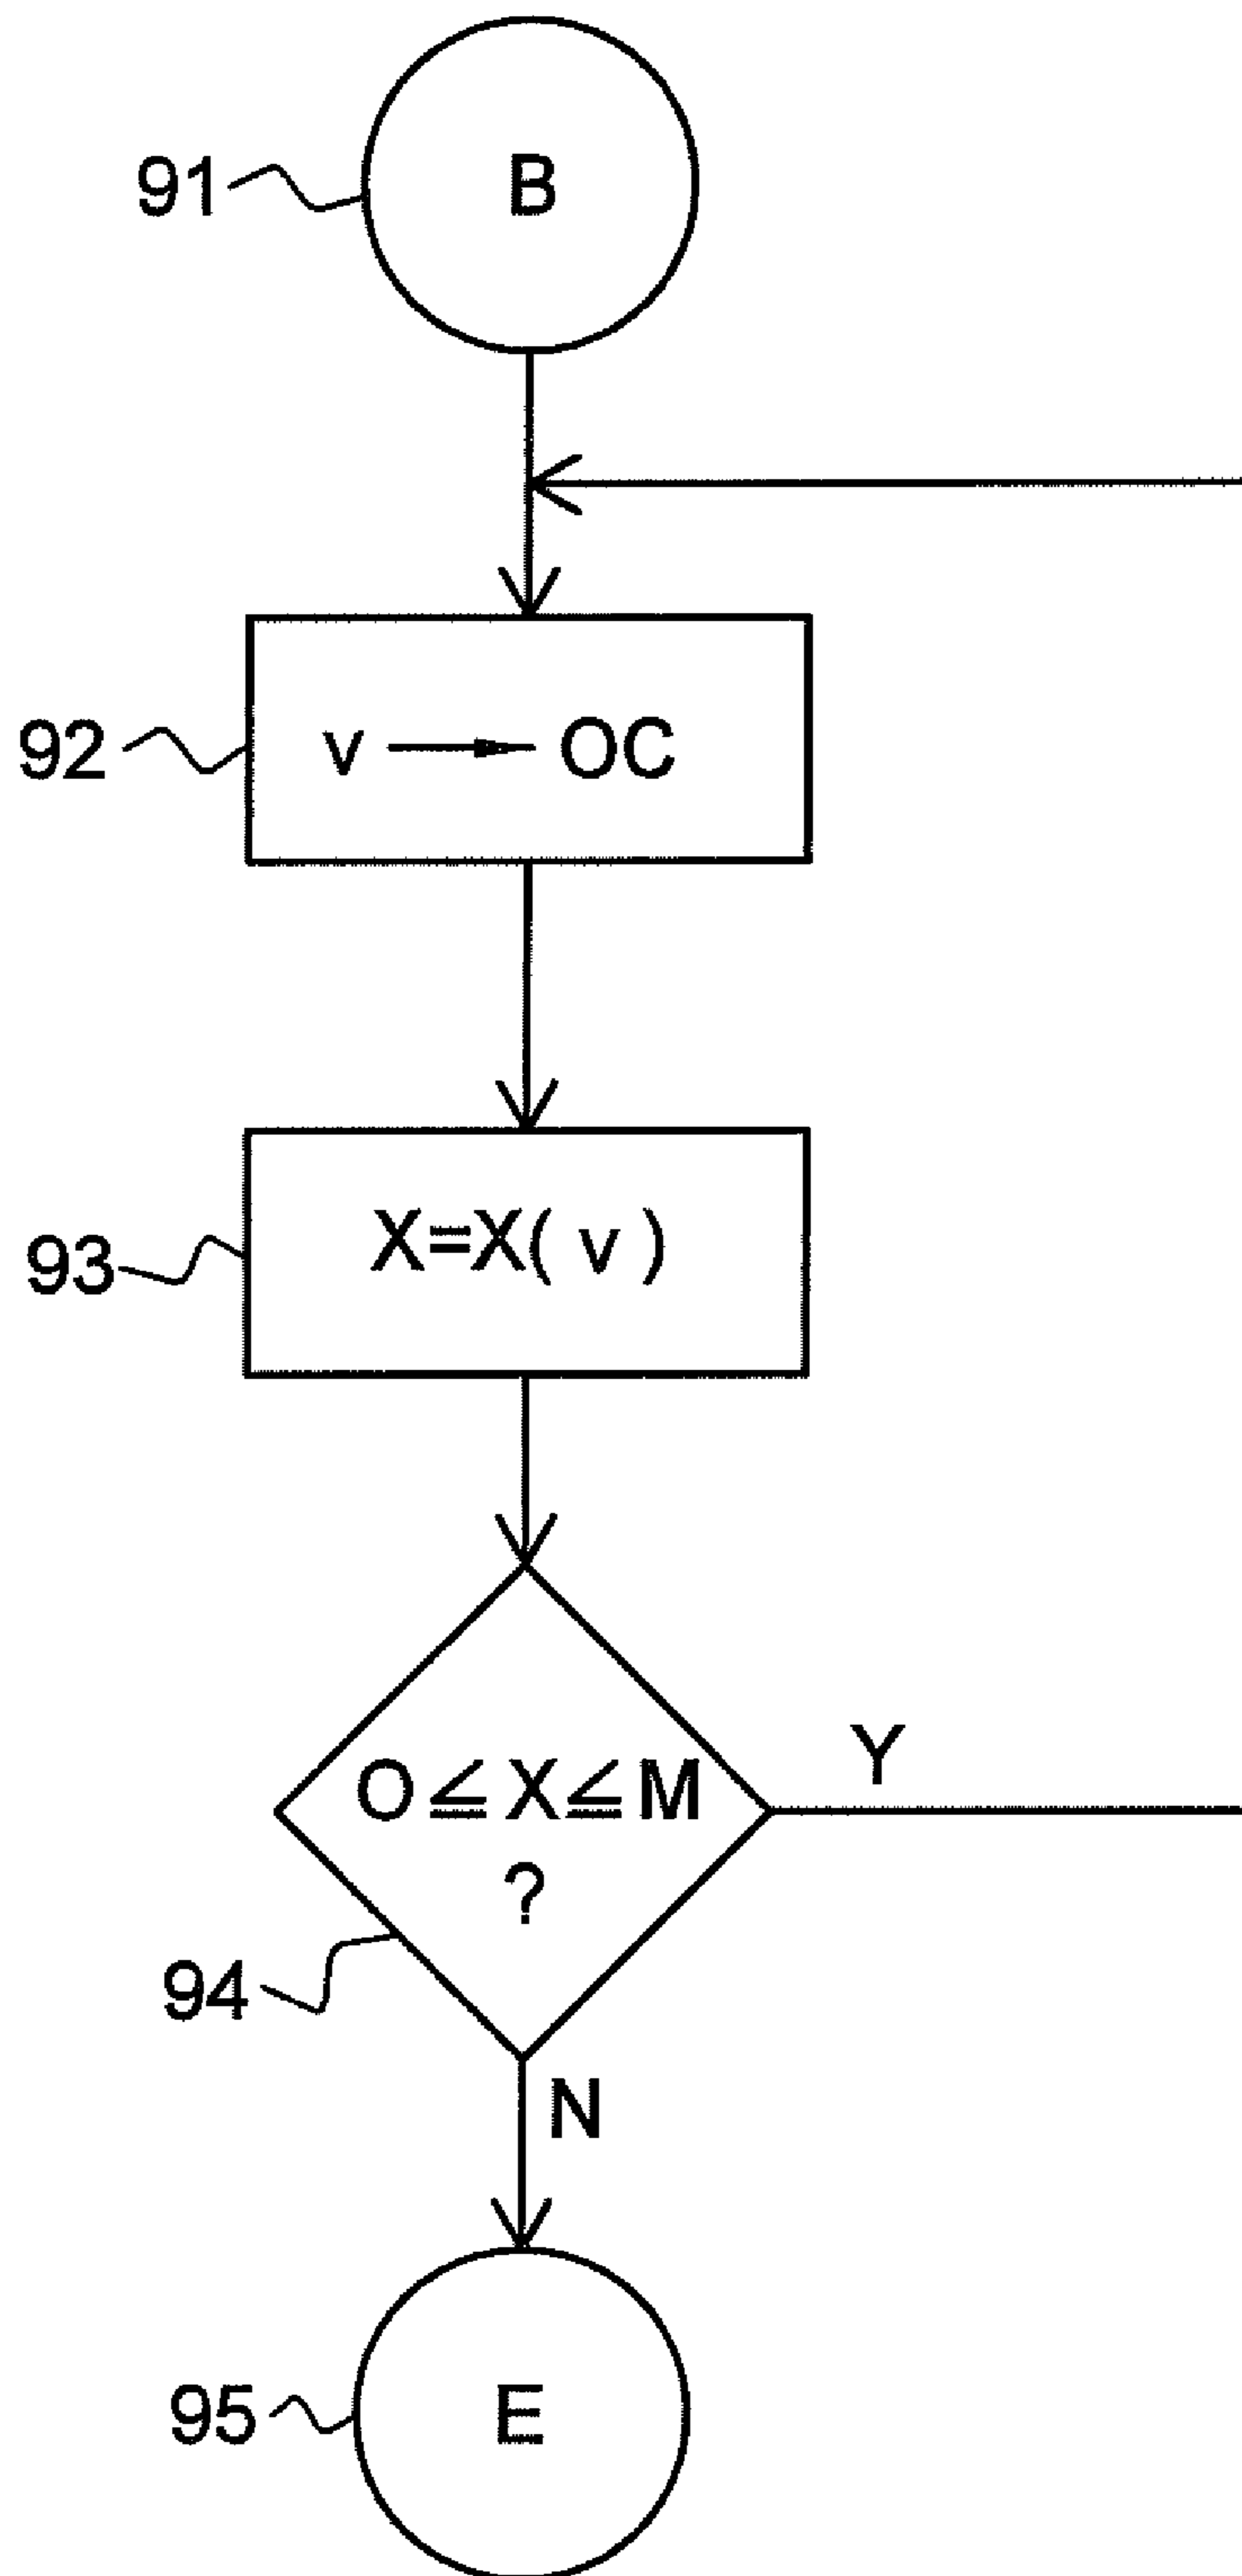 91
B
92
v → OC
93
X=X( v )
O ≤ X ≤ M
?
Y
94
N
95
E